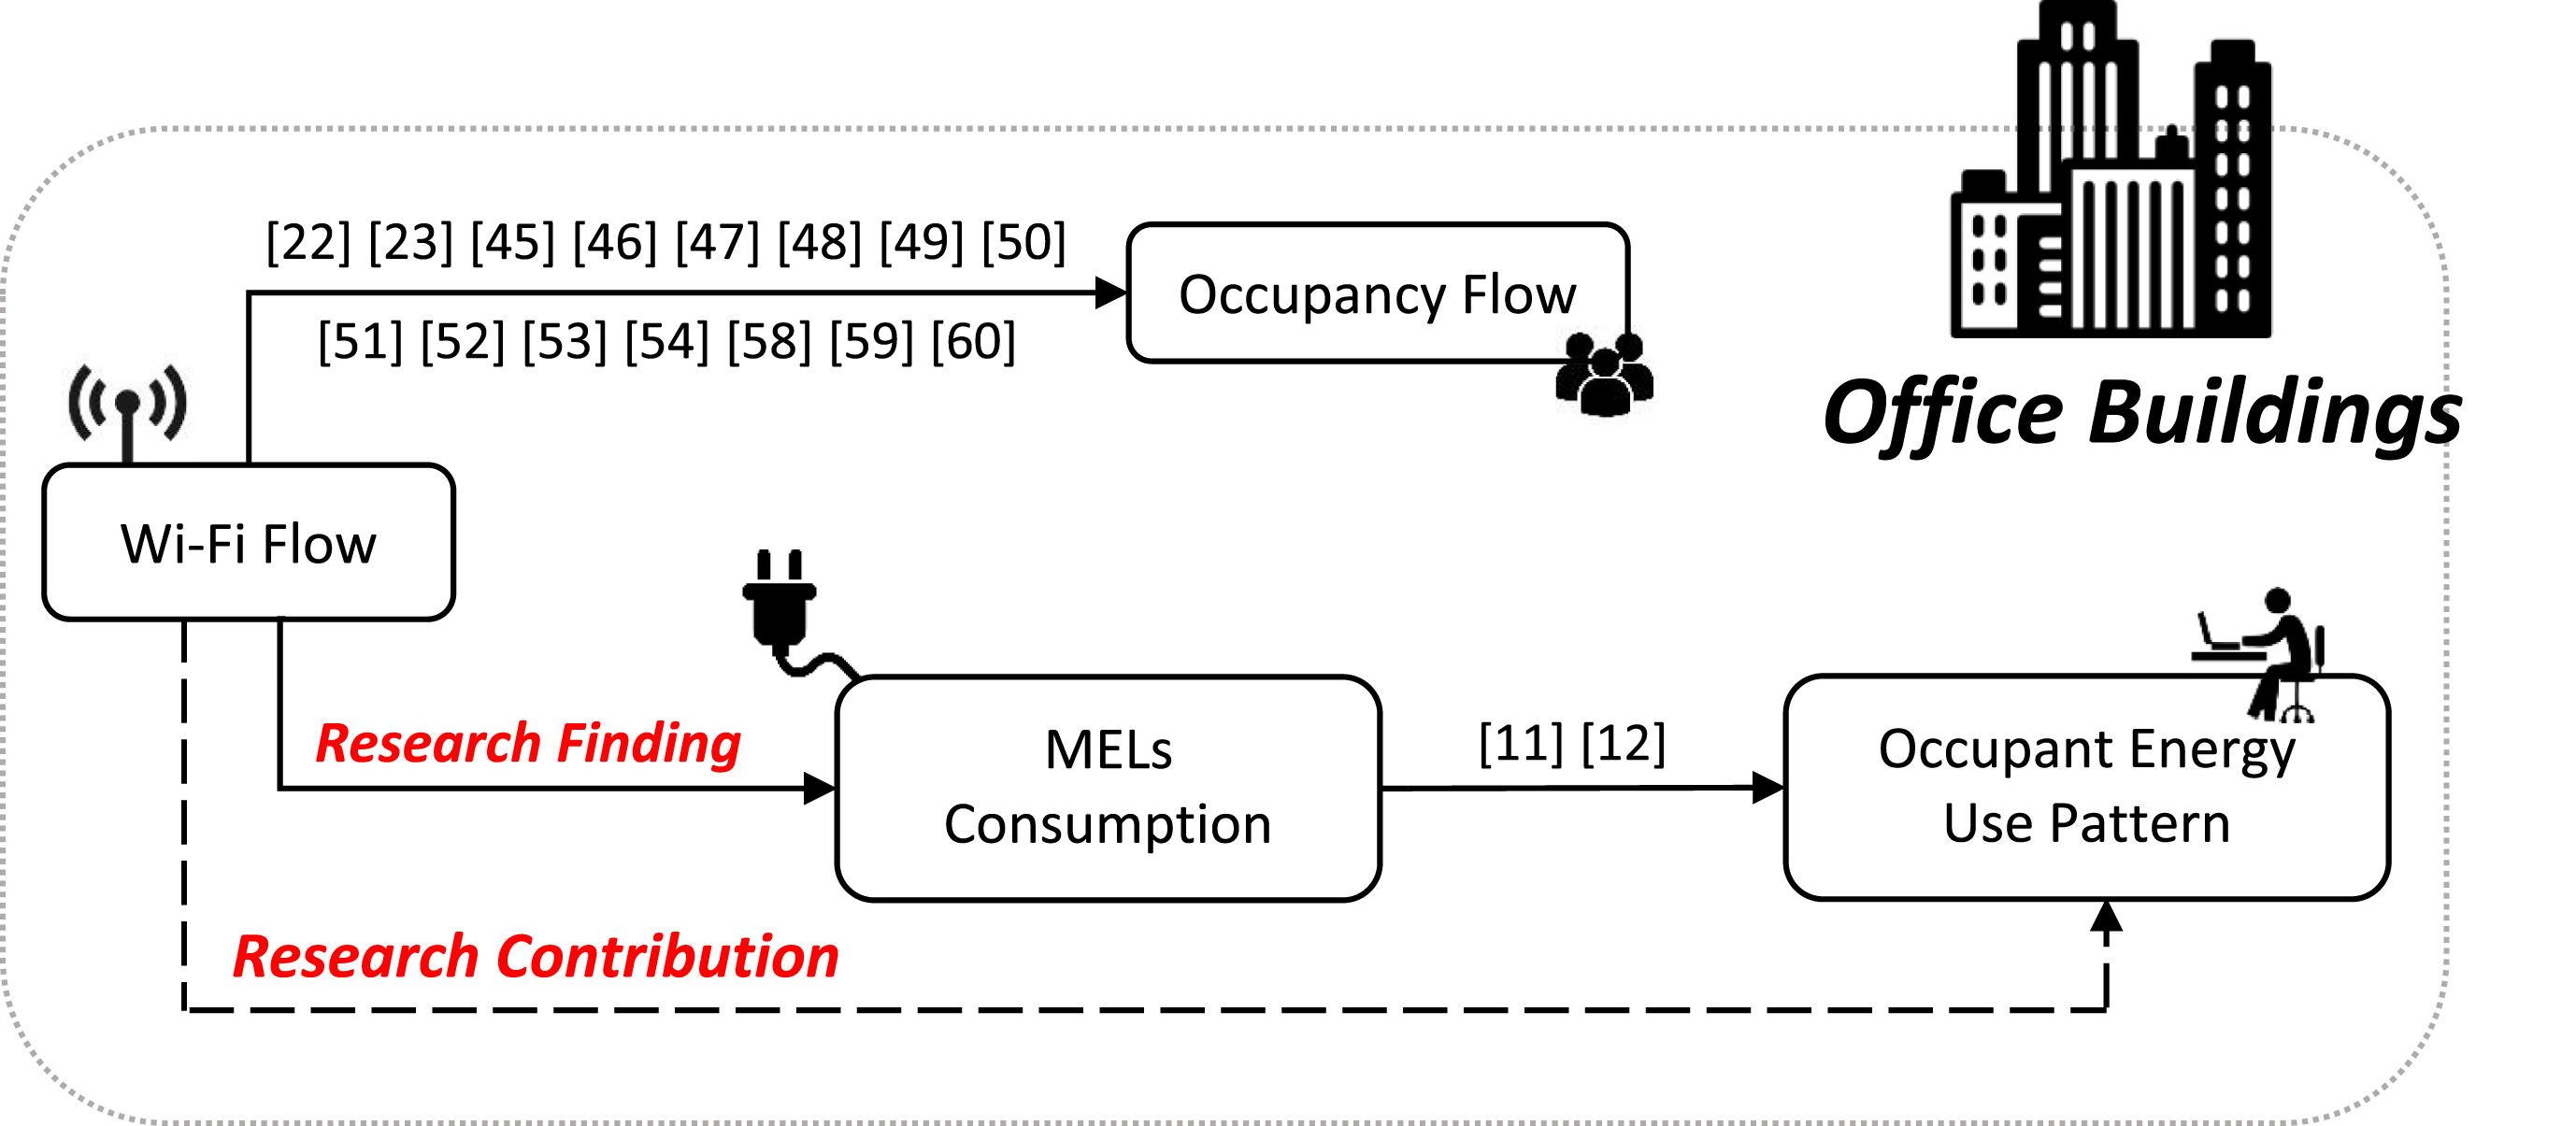 [22] [23] [45] [46] [47] [48] [49] [50]
[51] [52] [53] [54] [58] [59] [60]
Occupancy Flow
Office Buildings
Wi-Fi Flow
Research Finding
MELs
Consumption
[11] [12]
Occupant Energy
Use Pattern
Research Contribution